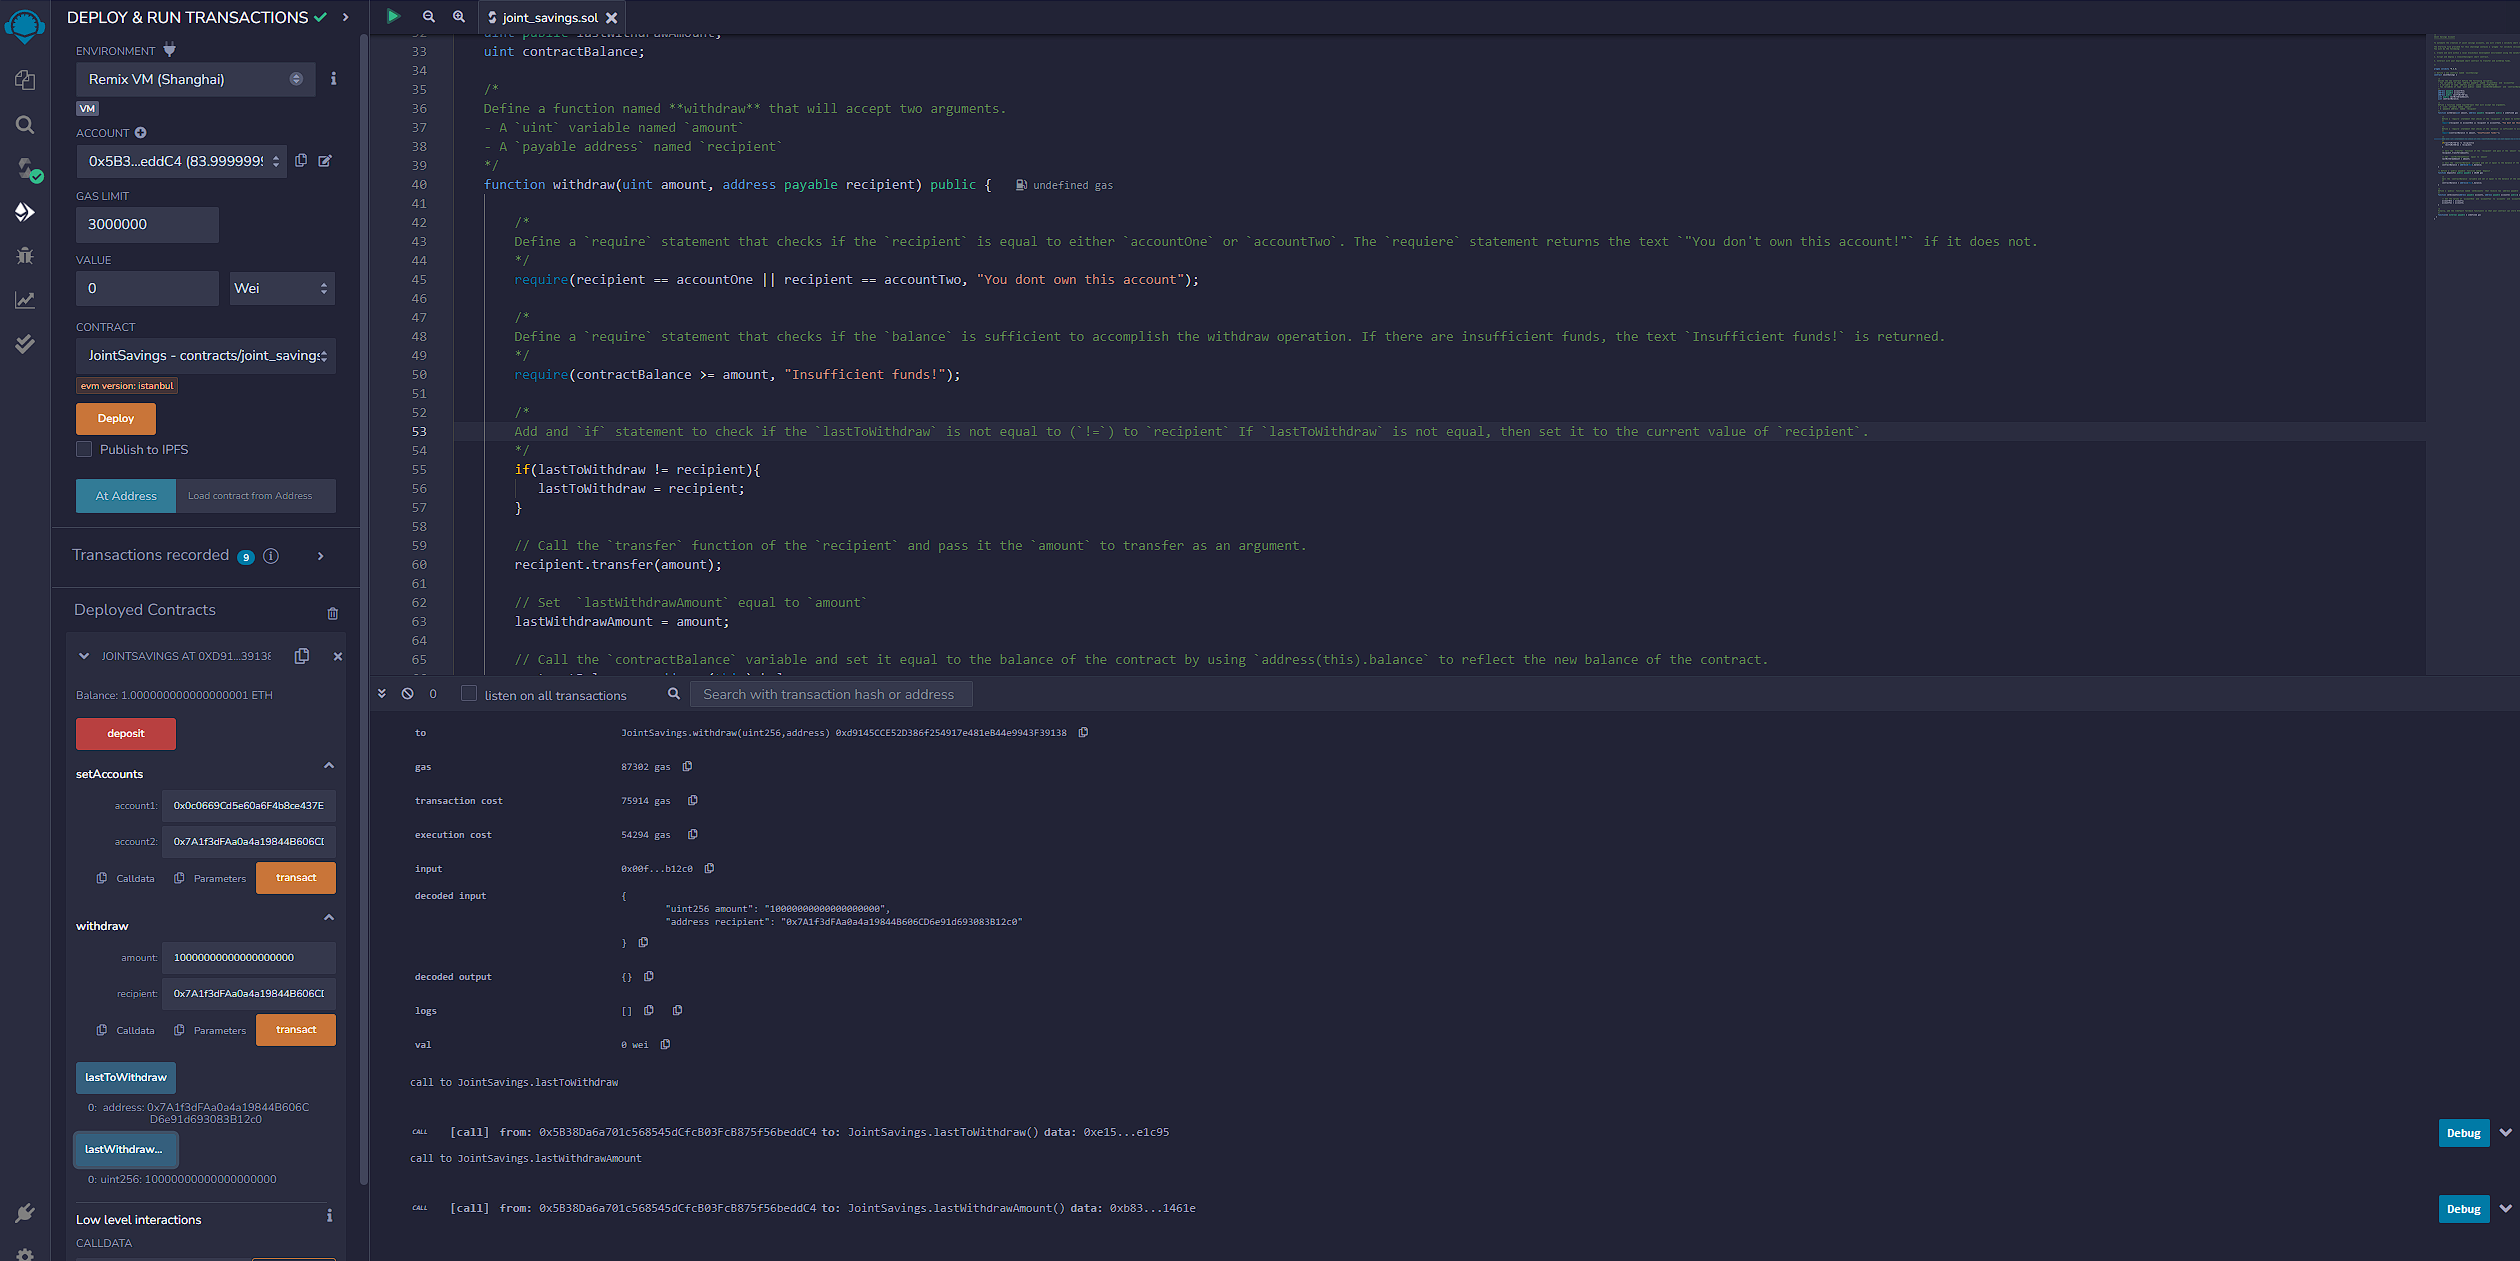 DEPLOY & RUN TRANSACTIONS
ENVIRONMENT
Remix VM (Shanghai)
VM
ACCOUNT
0x5B3...eddC4 (83.9999999
GAS LIMIT
3000000
VALUE
0
Wei
CONTRACT
JointSavings - contracts/joint_savings
evm version: istanbul
Deploy
Publish to IPFS
At Address
Load contract from Address
Transactions recorded 9
Deployed Contracts
JOINTSAVINGS AT 0XD91...39138
Balance: 1.000000000000000001 ETH
deposit
setAccounts
account1: 0x0c0669Cd5e60a6F4b8ce437E
account2: 0x7A1f3dFAa0a4a19844B606CD
Calldata Parameters transact
withdraw
amount: 10000000000000000000
recipient: 0x7A1f3dFAa0a4a19844B606CD
Calldata Parameters transact
lastToWithdraw
0: address: 0x7A1f3dFAa0a4a19844B606C
D6e91d693083B12c0
lastWithdraw...
0: uint256: 10000000000000000000
Low level interactions
CALLDATA
joint_savings.sol
32 uint public lastWithdrawAmount;
33 uint contractBalance;
34
35 /*
36 Define a function named **withdraw** that will accept two arguments.
37 - A `uint` variable named `amount`
38 - A `payable address` named `recipient`
39 */
40 function withdraw(uint amount, address payable recipient) public { undefined gas
41
42 /*
43 Define a `require` statement that checks if the `recipient` is equal to either `accountOne` or `accountTwo`. The `requiere` statement returns the text `"You don't own this account!"` if it does not.
44 */
45 require(recipient == accountOne || recipient == accountTwo, "You dont own this account");
46
47 /*
48 Define a `require` statement that checks if the `balance` is sufficient to accomplish the withdraw operation. If there are insufficient funds, the text `Insufficient funds!` is returned.
49 */
50 require(contractBalance >= amount, "Insufficient funds!");
51
52 /*
53 Add and `if` statement to check if the `lastToWithdraw` is not equal to (`!=`) to `recipient` If `lastToWithdraw` is not equal, then set it to the current value of `recipient`.
54 */
55 if(lastToWithdraw != recipient){
56 lastToWithdraw = recipient;
57 }
58
59 // Call the `transfer` function of the `recipient` and pass it the `amount` to transfer as an argument.
60 recipient.transfer(amount);
61
62 // Set  `lastWithdrawAmount` equal to `amount`
63 lastWithdrawAmount = amount;
64
65 // Call the `contractBalance` variable and set it equal to the balance of the contract by using `address(this).balance` to reflect the new balance of the contract.
0
listen on all transactions
Search with transaction hash or address
to JointSavings.withdraw(uint256,address) 0xd9145CCE52D386f254917e481eB44e9943F39138
gas 87302 gas
transaction cost 75914 gas
execution cost 54294 gas
input 0x00f...b12c0
decoded input {
"uint256 amount": "10000000000000000000",
"address recipient": "0x7A1f3dFAa0a4a19844B606CD6e91d693083B12c0"
}
decoded output {}
logs []
val 0 wei
call to JointSavings.lastToWithdraw
CALL [call] from: 0x5B38Da6a701c568545dCfcB03FcB875f56beddC4 to: JointSavings.lastToWithdraw() data: 0xe15...e1c95
Debug
call to JointSavings.lastWithdrawAmount
CALL [call] from: 0x5B38Da6a701c568545dCfcB03FcB875f56beddC4 to: JointSavings.lastWithdrawAmount() data: 0xb83...1461e
Debug